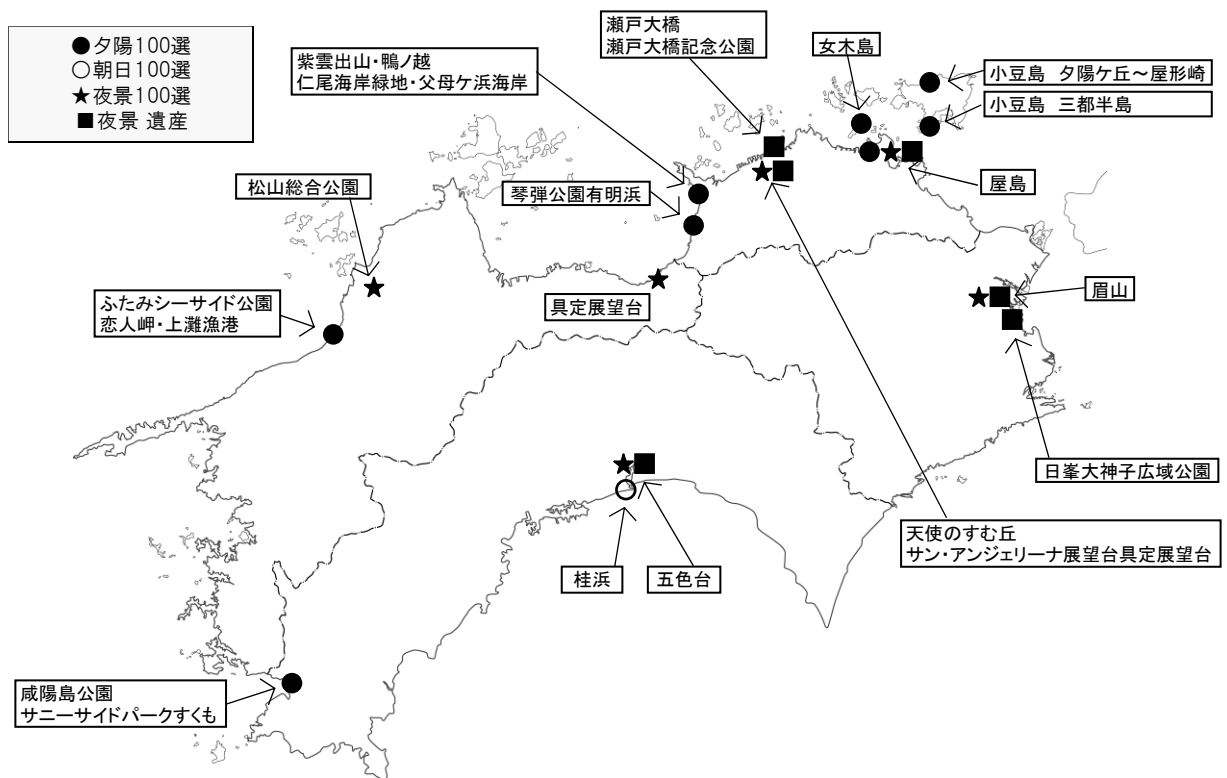 ●夕陽100選
○朝日100選
★夜景100選
■夜景 遺産
瀬戸大橋
瀬戸大橋記念公園
女木島
紫雲出山・鴨ノ越
仁尾海岸緑地・父母ケ浜海岸
小豆島 夕陽ケ丘～屋形崎
小豆島 三都半島
松山総合公園
琴弾公園有明浜
屋島
ふたみシーサイド公園
恋人岬・上灘漁港
具定展望台
眉山
日峯大神子広域公園
天使のすむ丘
サン・アンジェリーナ展望台具定展望台
桂浜
五色台
咸陽島公園
サニーサイドパークすくも